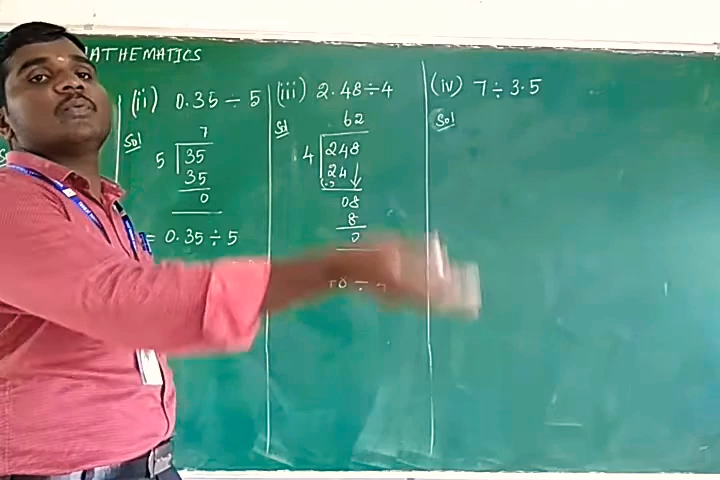 MATHEMATICS
(ii) 0.35 ÷ 5
Sol
7
5 35
35
0
= 0.35 ÷ 5
(iii) 2.48 ÷ 4
Sol
62
4 248
24
08
8
0
(iv) 7 ÷ 3.5
Sol